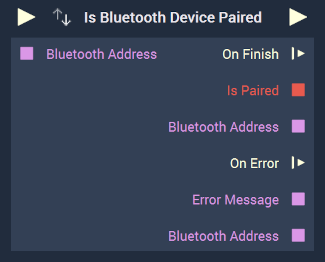 Is Bluetooth Device Paired
Bluetooth Address On Finish
Is Paired
Bluetooth Address
On Error
Error Message
Bluetooth Address